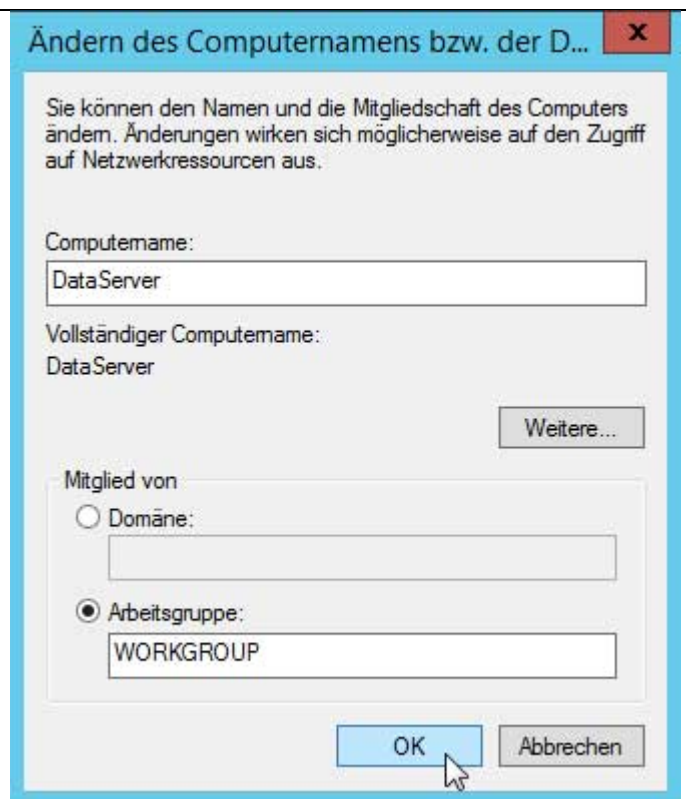 Ändern des Computernamens bzw. der D...
x
Sie können den Namen und die Mitgliedschaft des Computers
ändern. Änderungen wirken sich möglicherweise auf den Zugriff
auf Netzwerkressourcen aus.
Computername:
DataServer
Vollständiger Computername:
DataServer
Weitere...
Mitglied von
Domäne:
Arbeitsgruppe:
WORKGROUP
OK Abbrechen